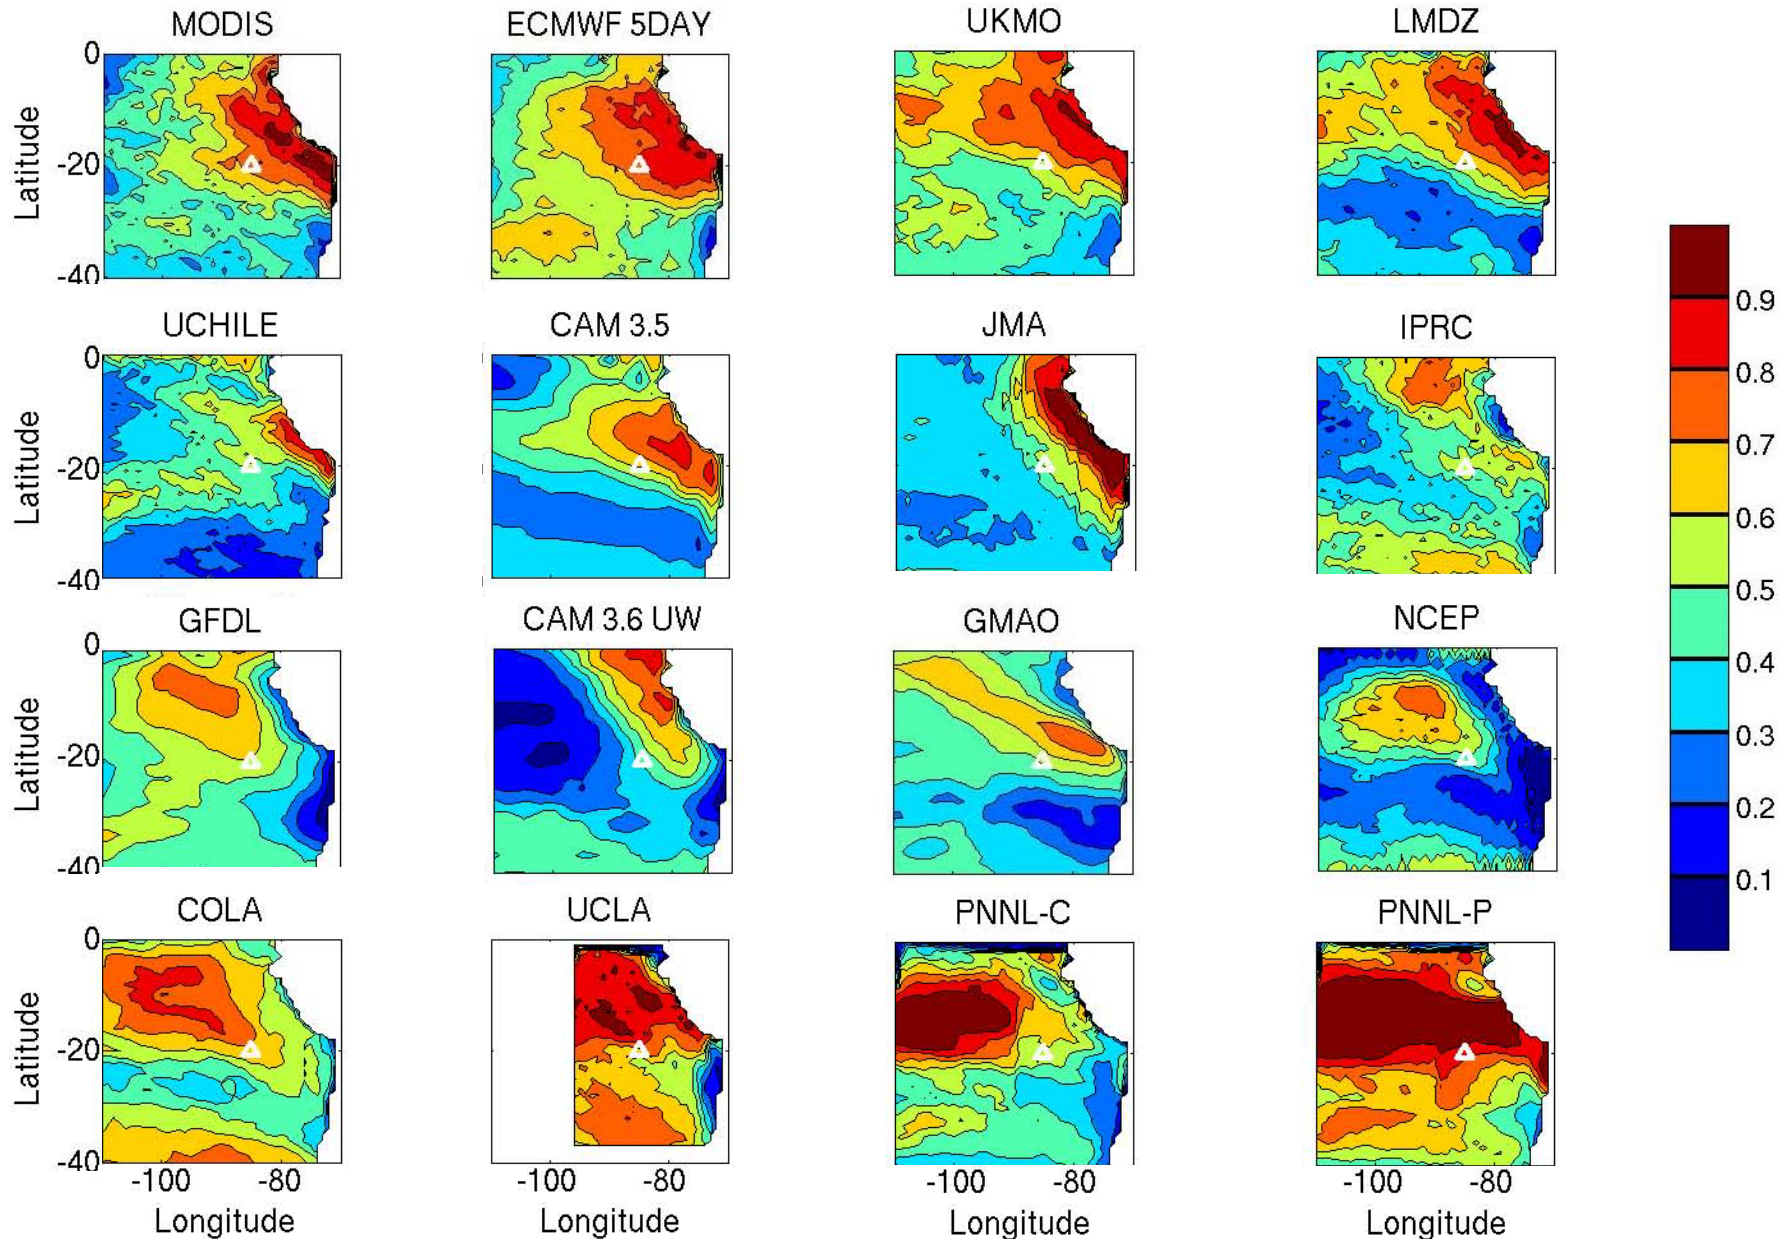 MODIS ECMWF 5DAY UKMO LMDZ
0
Latitude
-20
-40
UCHILE CAM 3.5 JMA IPRC
0
Latitude
-20
-40
GFDL CAM 3.6 UW GMAO NCEP
0
Latitude
-20
-40
COLA UCLA PNNL-C PNNL-P
0
Latitude
-20
-40
-100 -80 -100 -80 -100 -80 -100 -80
Longitude Longitude Longitude Longitude
0.9
0.8
0.7
0.6
0.5
0.4
0.3
0.2
0.1